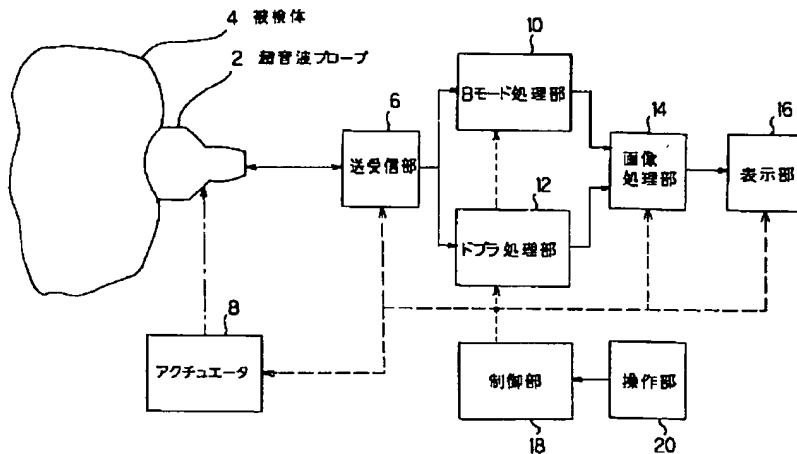 4 被検体
2 超音波プローブ
6
送受信部
10
Bモード処理部
12
ドプラ処理部
14
画像
処理部
16
表示部
8
アクチュエータ
制御部
18
操作部
20